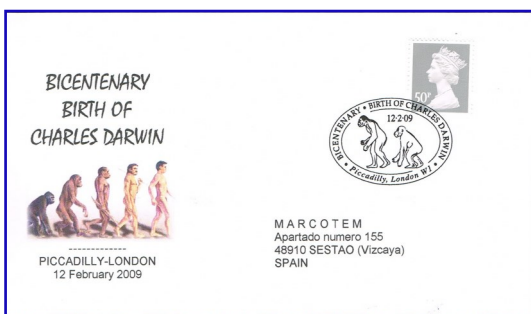 BICENTENARY
BIRTH OF
CHARLES DARWIN
-------------
PICCADILLY-LONDON
12 February 2009
50P
BICENTENARY • BIRTH OF CHARLES DARWIN
12·2·09
• Piccadilly, London W1 •
MARCOTEM
Apartado numero 155
48910 SESTAO (Vizcaya)
SPAIN